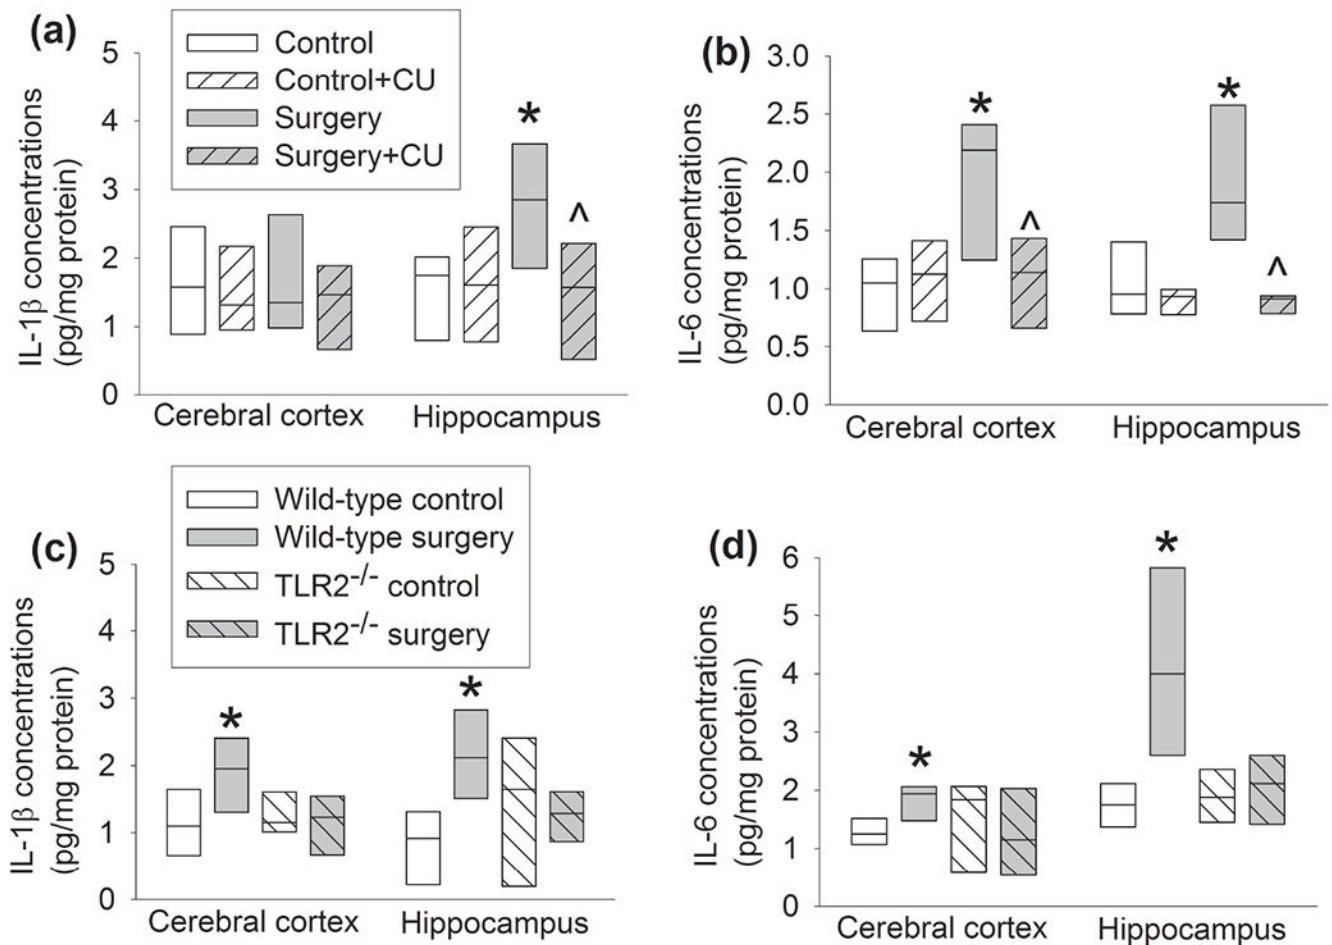 (a)
Control
Control+CU
Surgery
Surgery+CU
IL-1β concentrations
(pg/mg protein)
5
4
3
2
1
0
*
^
Cerebral cortex
Hippocampus
(b)
IL-6 concentrations
(pg/mg protein)
3.0
2.5
2.0
1.5
1.0
0.5
0.0
*
^
*
^
Cerebral cortex
Hippocampus
(c)
Wild-type control
Wild-type surgery
TLR2-/- control
TLR2-/- surgery
IL-1β concentrations
(pg/mg protein)
5
4
3
2
1
0
*
*
Cerebral cortex
Hippocampus
(d)
IL-6 concentrations
(pg/mg protein)
6
5
4
3
2
1
0
*
*
Cerebral cortex
Hippocampus